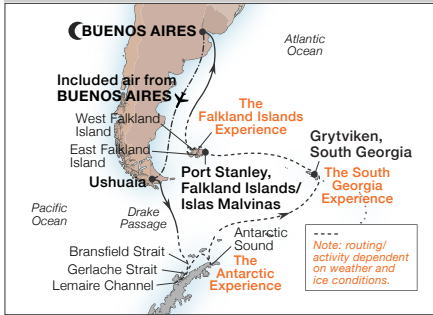 BUENOS AIRES
Atlantic
Ocean
Included air from
BUENOS AIRES
West Falkland
Island
The
Falkland Islands
Experience
East Falkland
Island
Grytviken,
South Georgia
Ushuaia
Port Stanley,
Falkland Islands/
Islas Malvinas
The South
Georgia
Experience
Pacific
Ocean
Drake
Passage
Antarctic
Sound
Bransfield Strait
Gerlache Strait
Lemaire Channel
The
Antarctic
Experience
Note: routing/
activity dependent
on weather and
ice conditions.